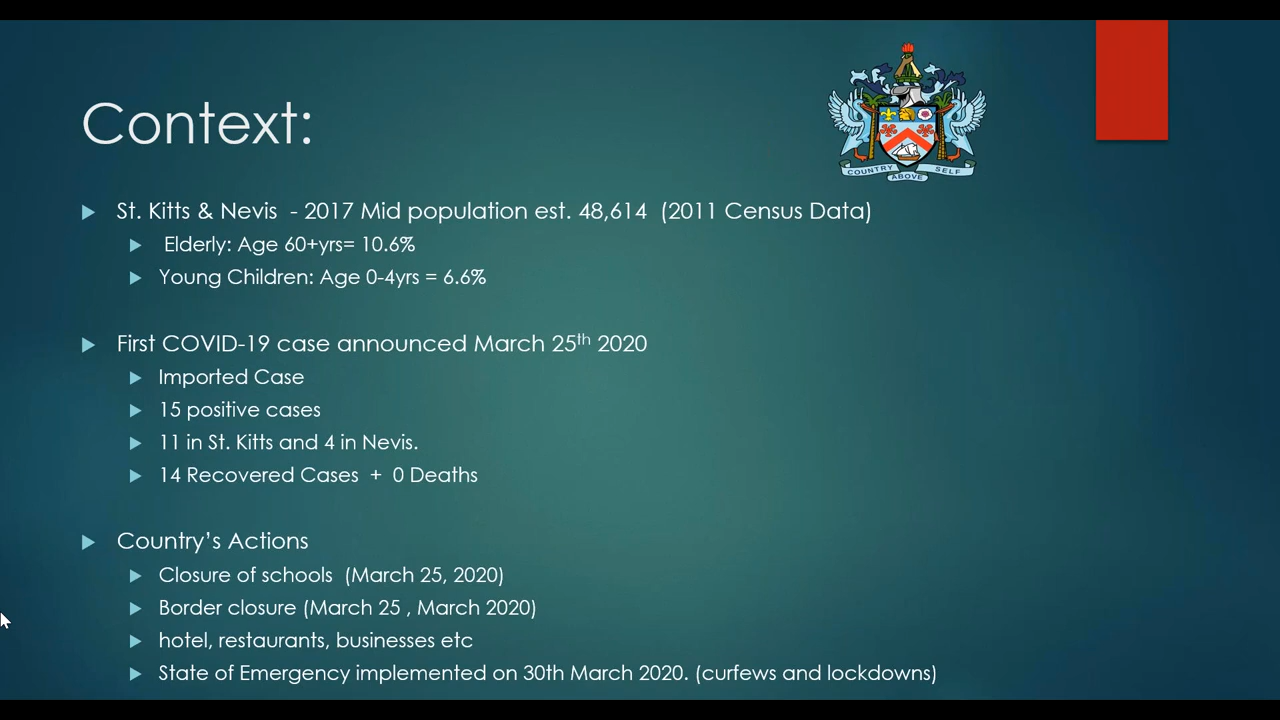 Context:
COUNTRY ABOVE SELF
St. Kitts & Nevis - 2017 Mid population est. 48,614 (2011 Census Data)
Elderly: Age 60+yrs= 10.6%
Young Children: Age 0-4yrs = 6.6%
First COVID-19 case announced March 25th 2020
Imported Case
15 positive cases
11 in St. Kitts and 4 in Nevis.
14 Recovered Cases + 0 Deaths
Country's Actions
Closure of schools (March 25, 2020)
Border closure (March 25 , March 2020)
hotel, restaurants, businesses etc
State of Emergency implemented on 30th March 2020. (curfews and lockdowns)